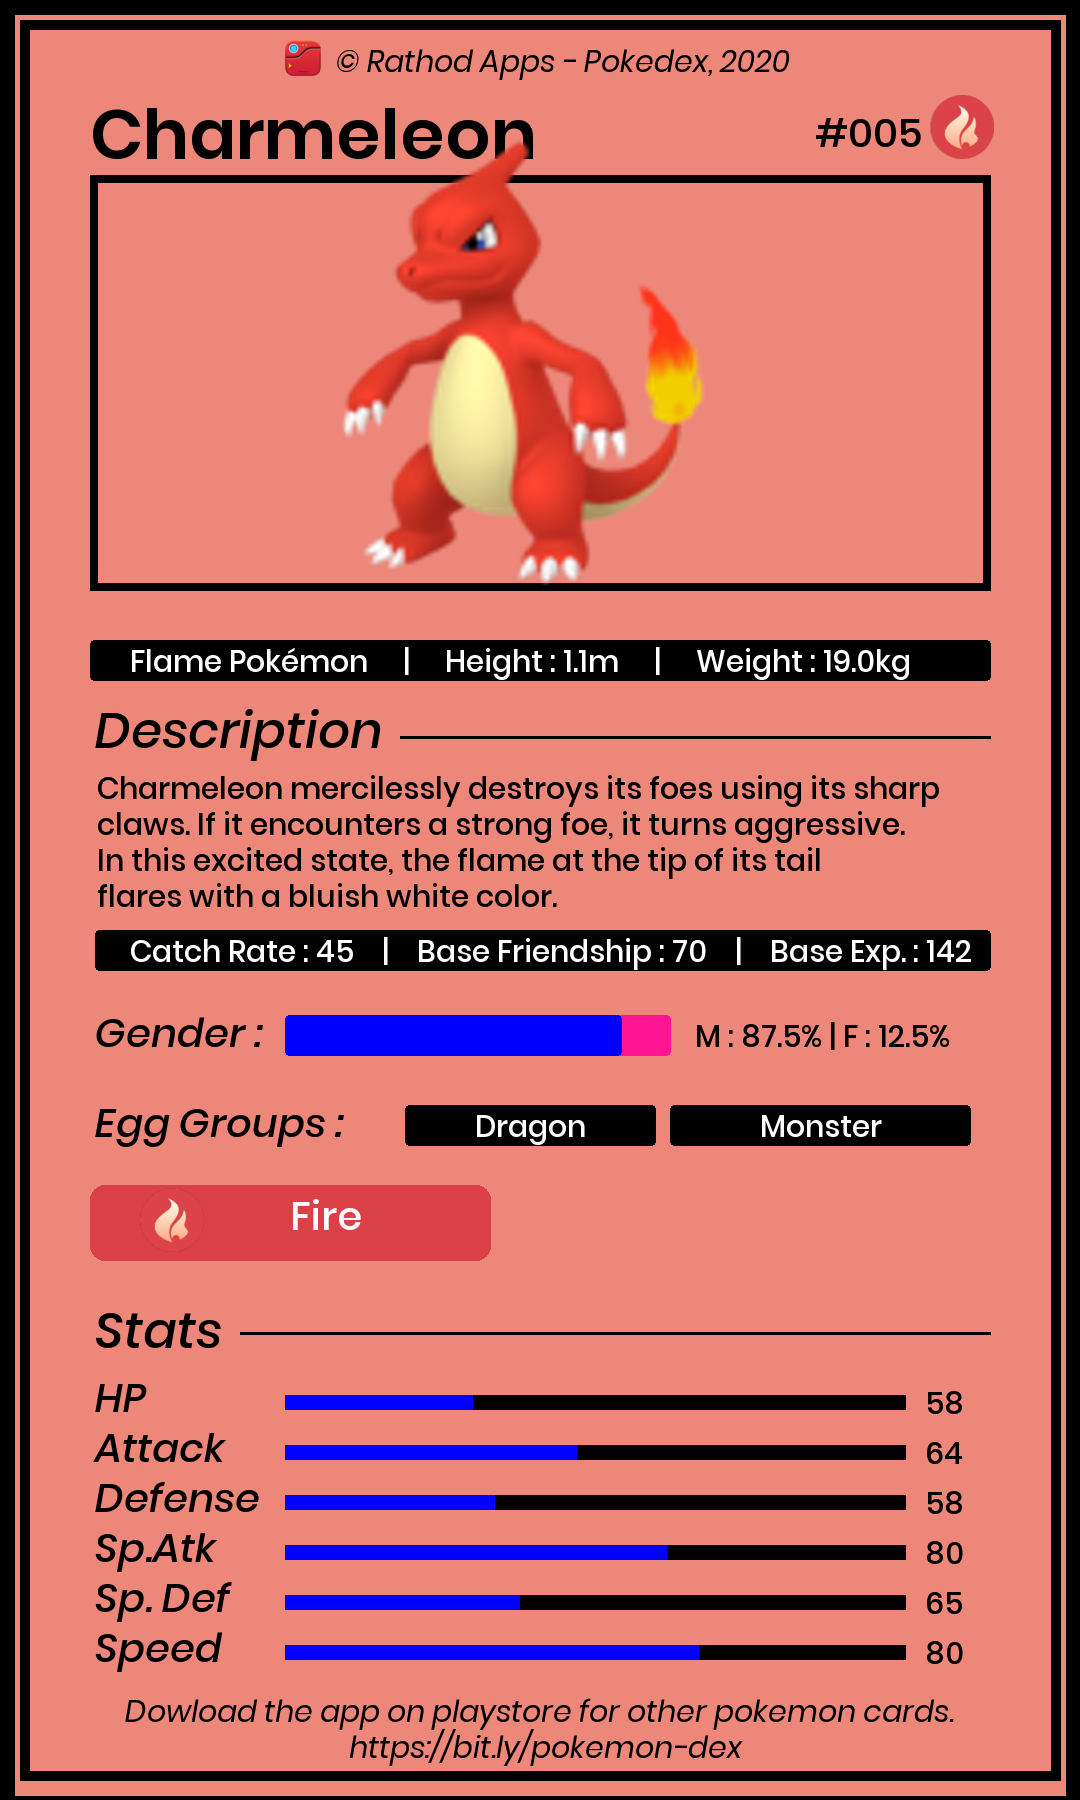 © Rathod Apps - Pokedex, 2020
Charmeleon #005
Flame Pokémon | Height : 1.1m | Weight : 19.0kg
Description
Charmeleon mercilessly destroys its foes using its sharp
claws. If it encounters a strong foe, it turns aggressive.
In this excited state, the flame at the tip of its tail
flares with a bluish white color.
Catch Rate : 45 | Base Friendship : 70 | Base Exp. : 142
Gender : M : 87.5% | F : 12.5%
Egg Groups : Dragon Monster
Fire
Stats
HP 58
Attack 64
Defense 58
Sp.Atk 80
Sp. Def 65
Speed 80
Dowload the app on playstore for other pokemon cards.
https://bit.ly/pokemon-dex